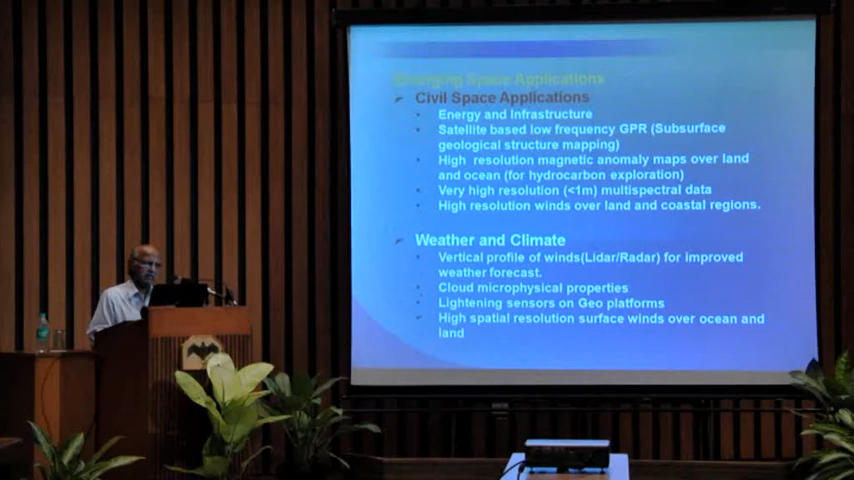 Emerging Space Applications
Civil Space Applications
Energy and Infrastructure
Satellite based low frequency GPR (Subsurface
geological structure mapping)
High resolution magnetic anomaly maps over land
and ocean (for hydrocarbon exploration)
Very high resolution (<1m) multispectral data
High resolution winds over land and coastal regions.
Weather and Climate
Vertical profile of winds(Lidar/Radar) for improved
weather forecast.
Cloud microphysical properties
Lightening sensors on Geo platforms
High spatial resolution surface winds over ocean and
land